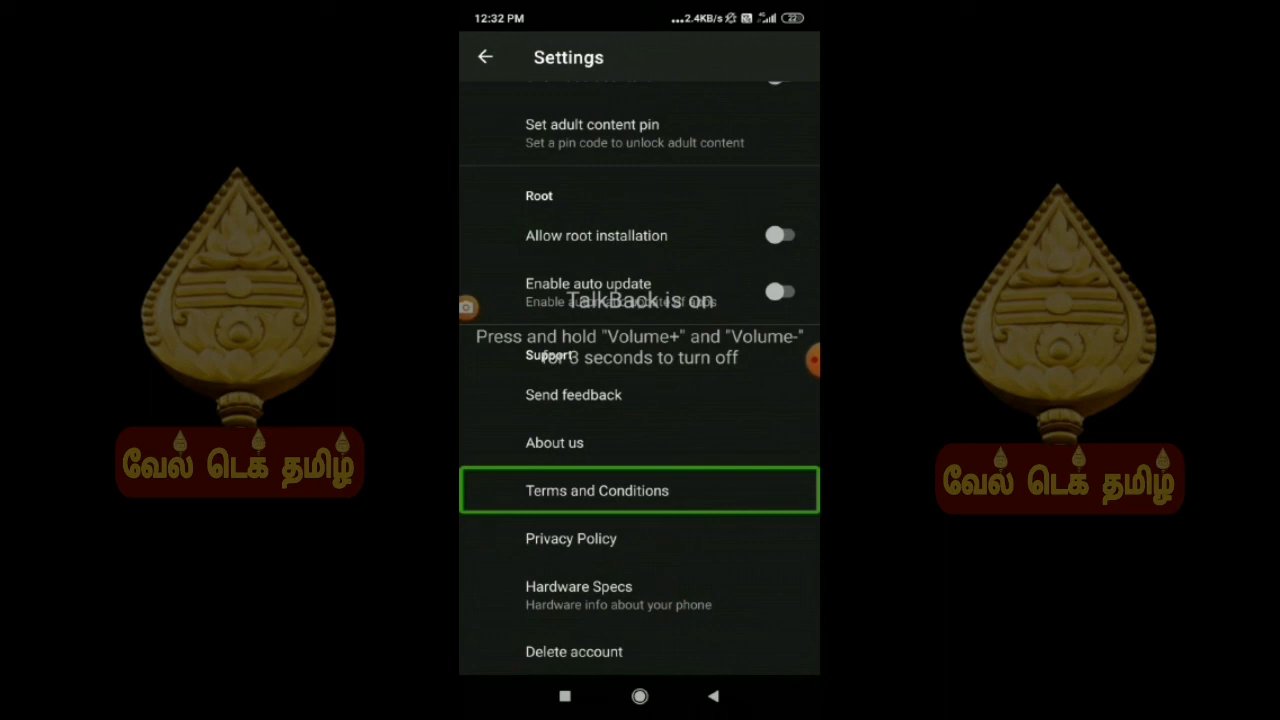 12:32 PM
...2.4KB/s
22
Settings
Set adult content pin
Set a pin code to unlock adult content
Root
Allow root installation
Enable auto update
TalkBack is on
Press and hold "Volume+" and "Volume-"
for 3 seconds to turn off
Support
Send feedback
About us
Terms and Conditions
Privacy Policy
Hardware Specs
Hardware info about your phone
Delete account
வேல் டெக் தமிழ்
வேல் டெக் தமிழ்